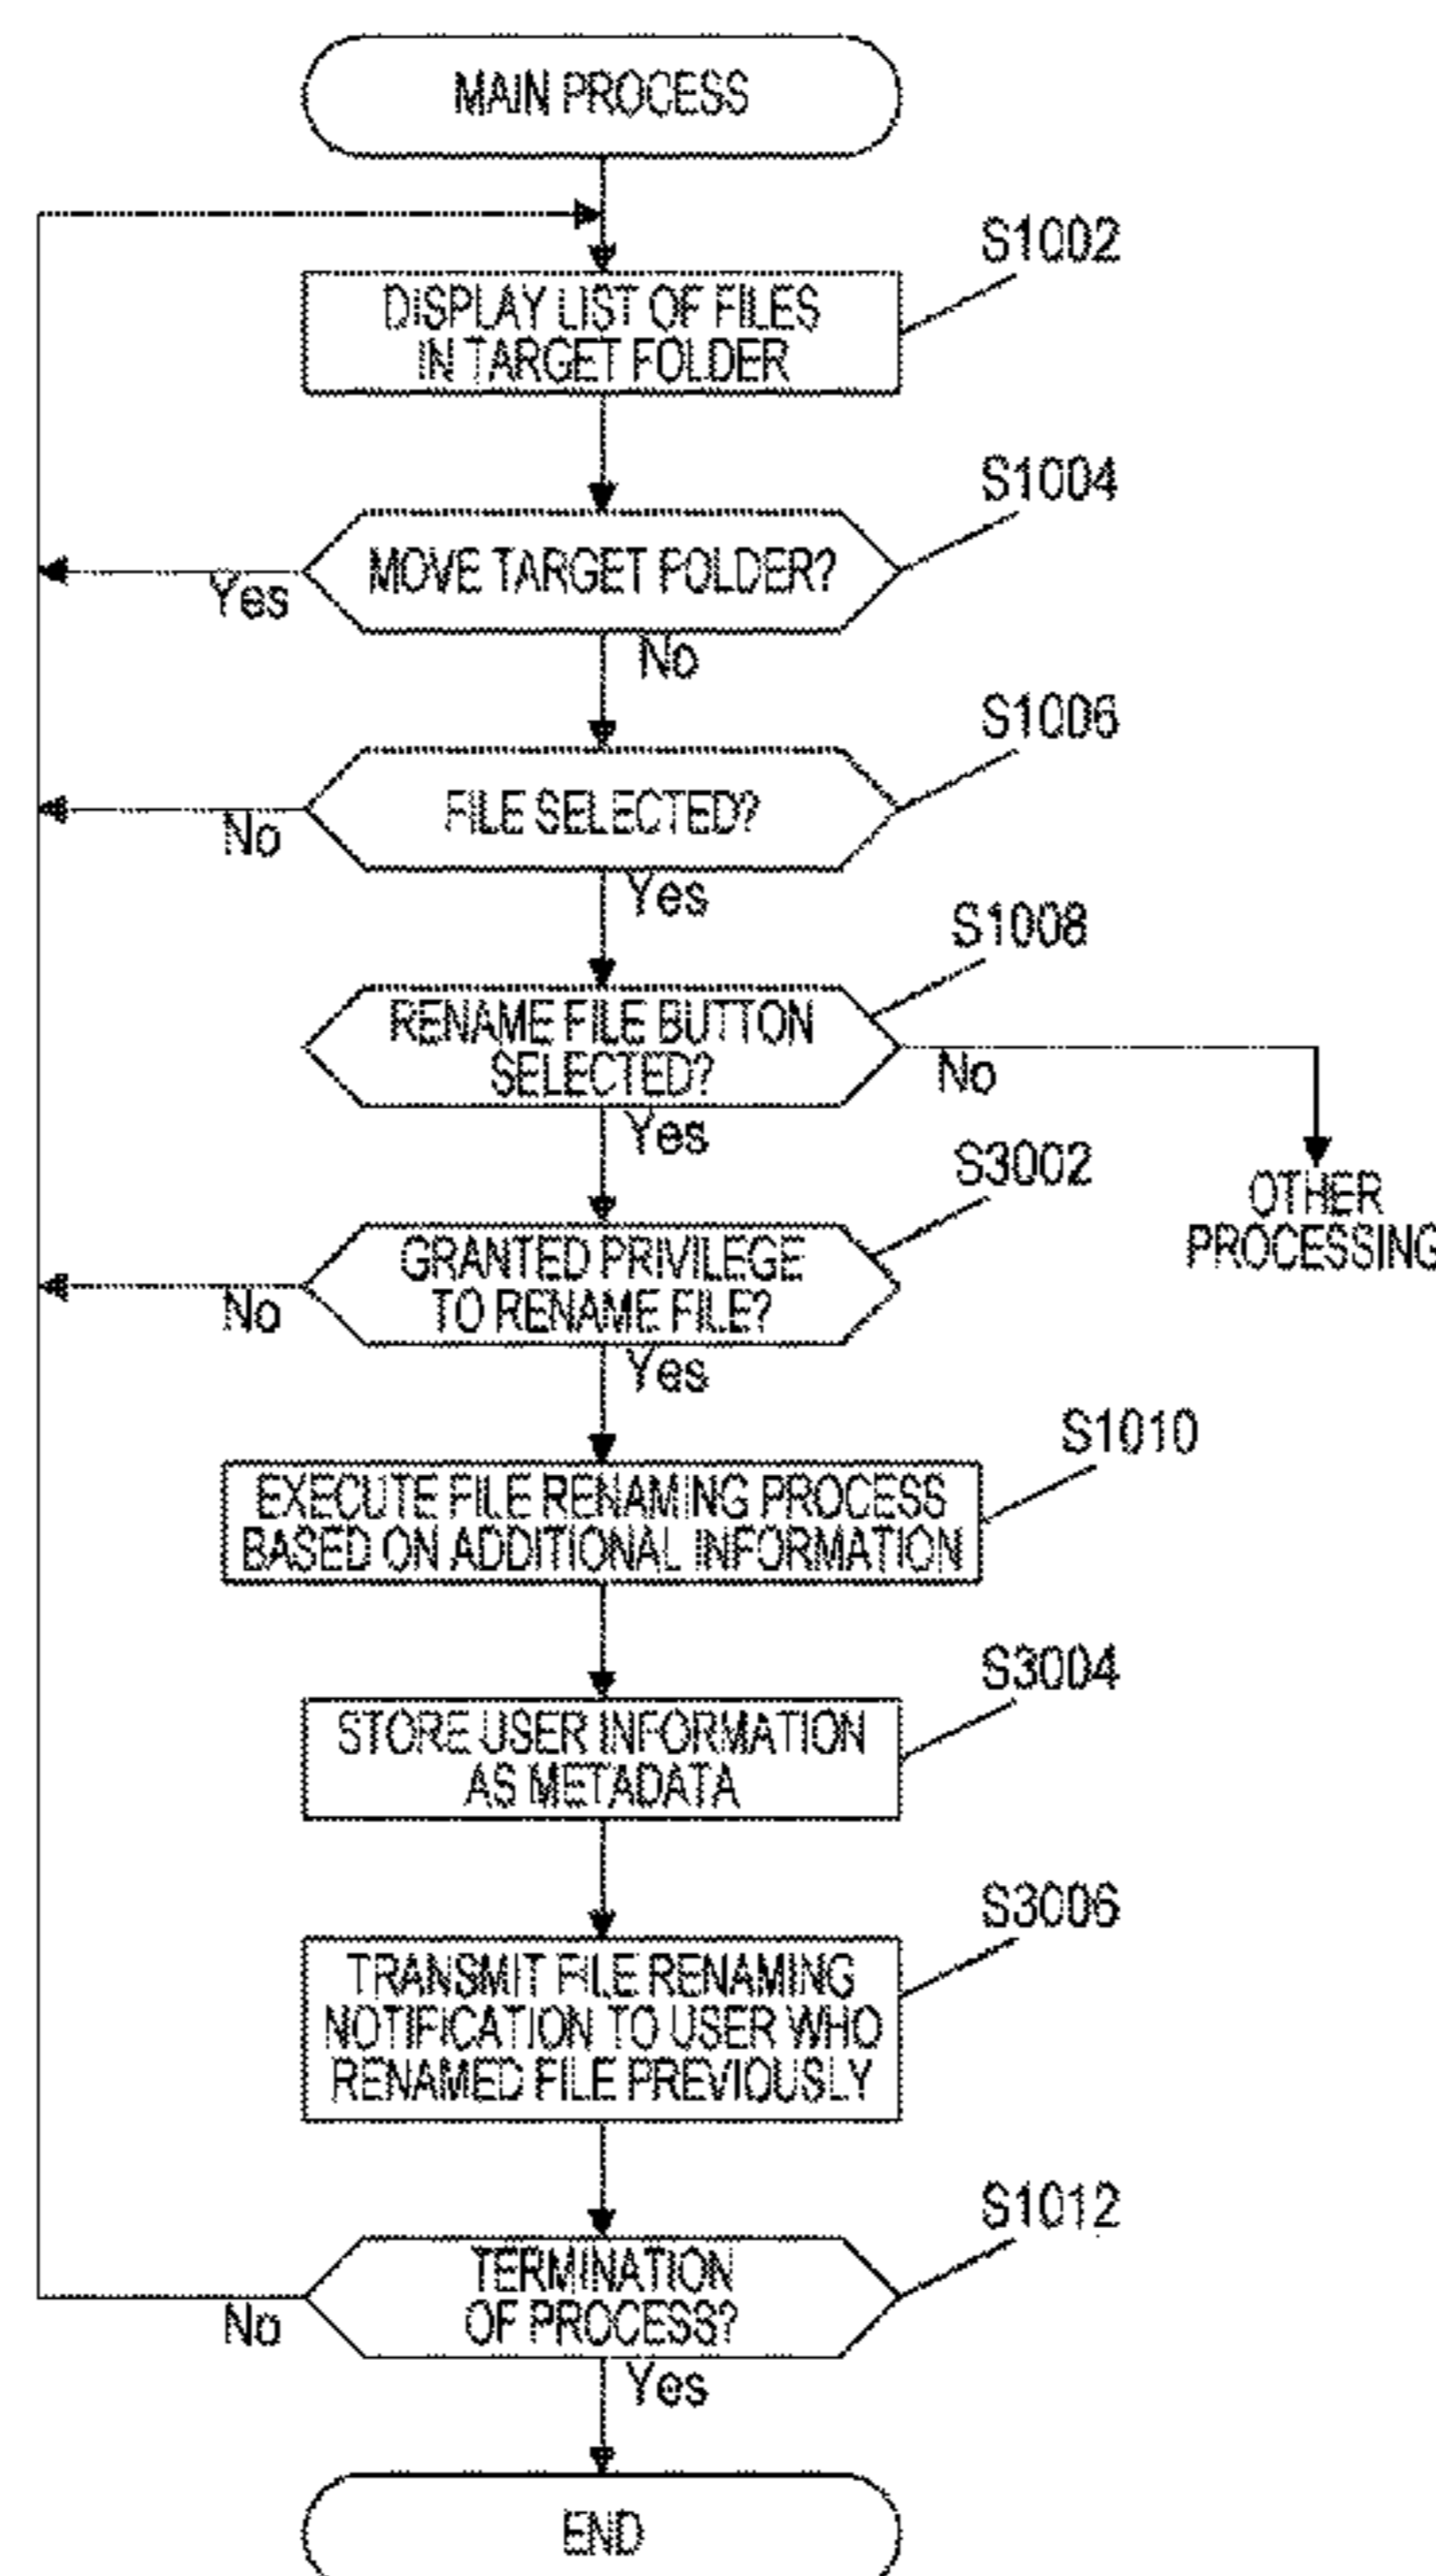 MAIN PROCESS
S1002
DISPLAY LIST OF FILES
IN TARGET FOLDER
S1004
MOVE TARGET FOLDER?
Yes
No
S1006
FILE SELECTED?
No
Yes
S1008
RENAME FILE BUTTON
SELECTED?
No
Yes
OTHER
PROCESSING
S3002
GRANTED PRIVILEGE
TO RENAME FILE?
No
Yes
S1010
EXECUTE FILE RENAMING PROCESS
BASED ON ADDITIONAL INFORMATION
S3004
STORE USER INFORMATION
AS METADATA
S3006
TRANSMIT FILE RENAMING
NOTIFICATION TO USER WHO
RENAMED FILE PREVIOUSLY
S1012
TERMINATION
OF PROCESS?
No
Yes
END